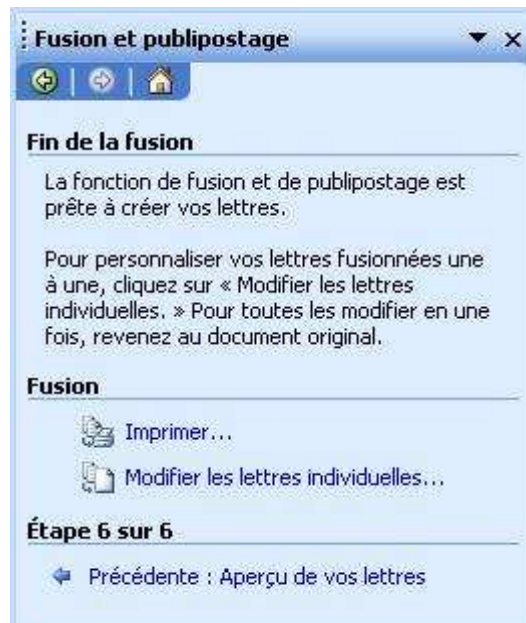 Fusion et publipostage
Fin de la fusion
La fonction de fusion et de publipostage est
prête à créer vos lettres.
Pour personnaliser vos lettres fusionnées une
à une, cliquez sur « Modifier les lettres
individuelles. » Pour toutes les modifier en une
fois, revenez au document original.
Fusion
Imprimer...
Modifier les lettres individuelles...
Étape 6 sur 6
Précédente : Aperçu de vos lettres